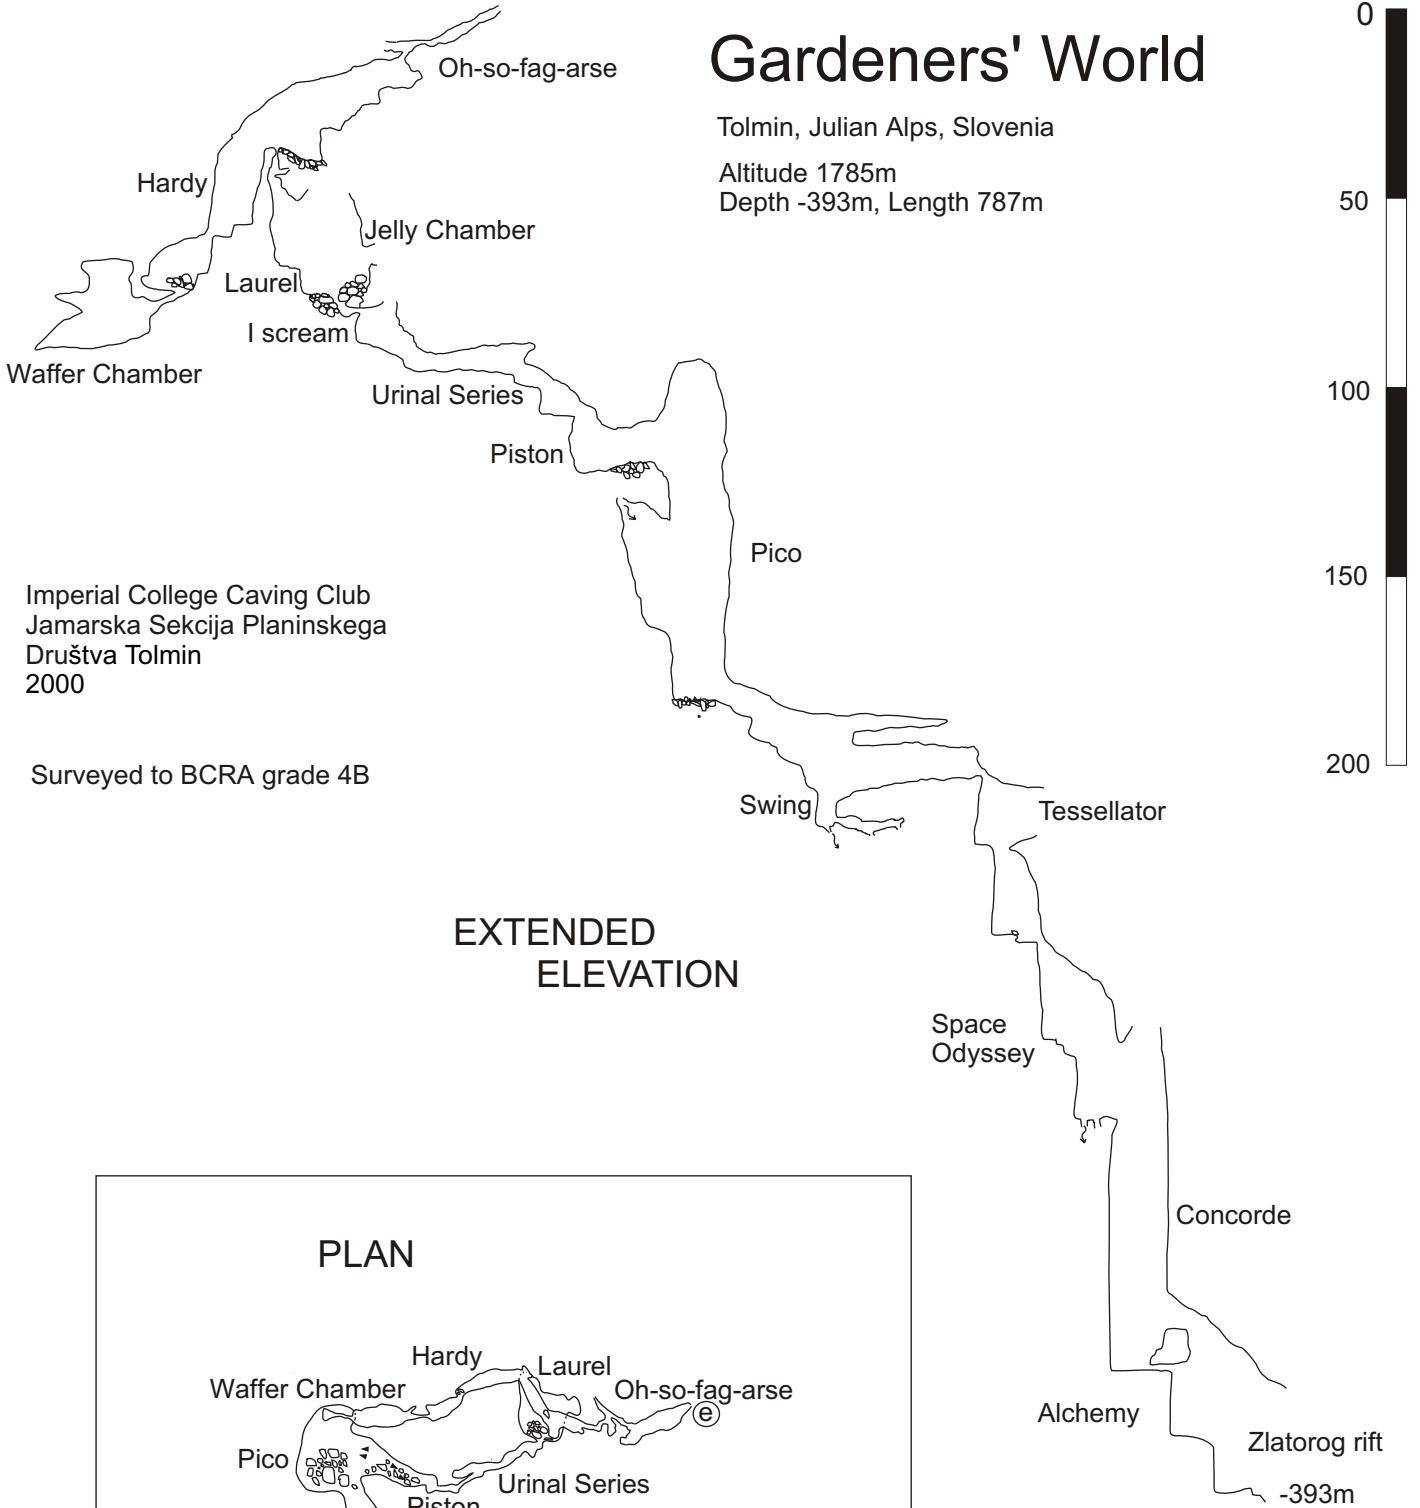 Gardeners' World
Tolmin, Julian Alps, Slovenia
Altitude 1785m
Depth -393m, Length 787m
0
50
100
150
200
Oh-so-fag-arse
Hardy
Jelly Chamber
Laurel
I scream
Waffer Chamber
Urinal Series
Piston
Pico
Imperial College Caving Club
Jamarska Sekcija Planinskega
Društva Tolmin
2000
Surveyed to BCRA grade 4B
Swing
Tessellator
EXTENDED
ELEVATION
Space
Odyssey
Concorde
Alchemy
Zlatorog rift
-393m
PLAN
Hardy
Laurel
Waffer Chamber
Oh-so-fag-arse
e
Pico
Urinal Series
Piston